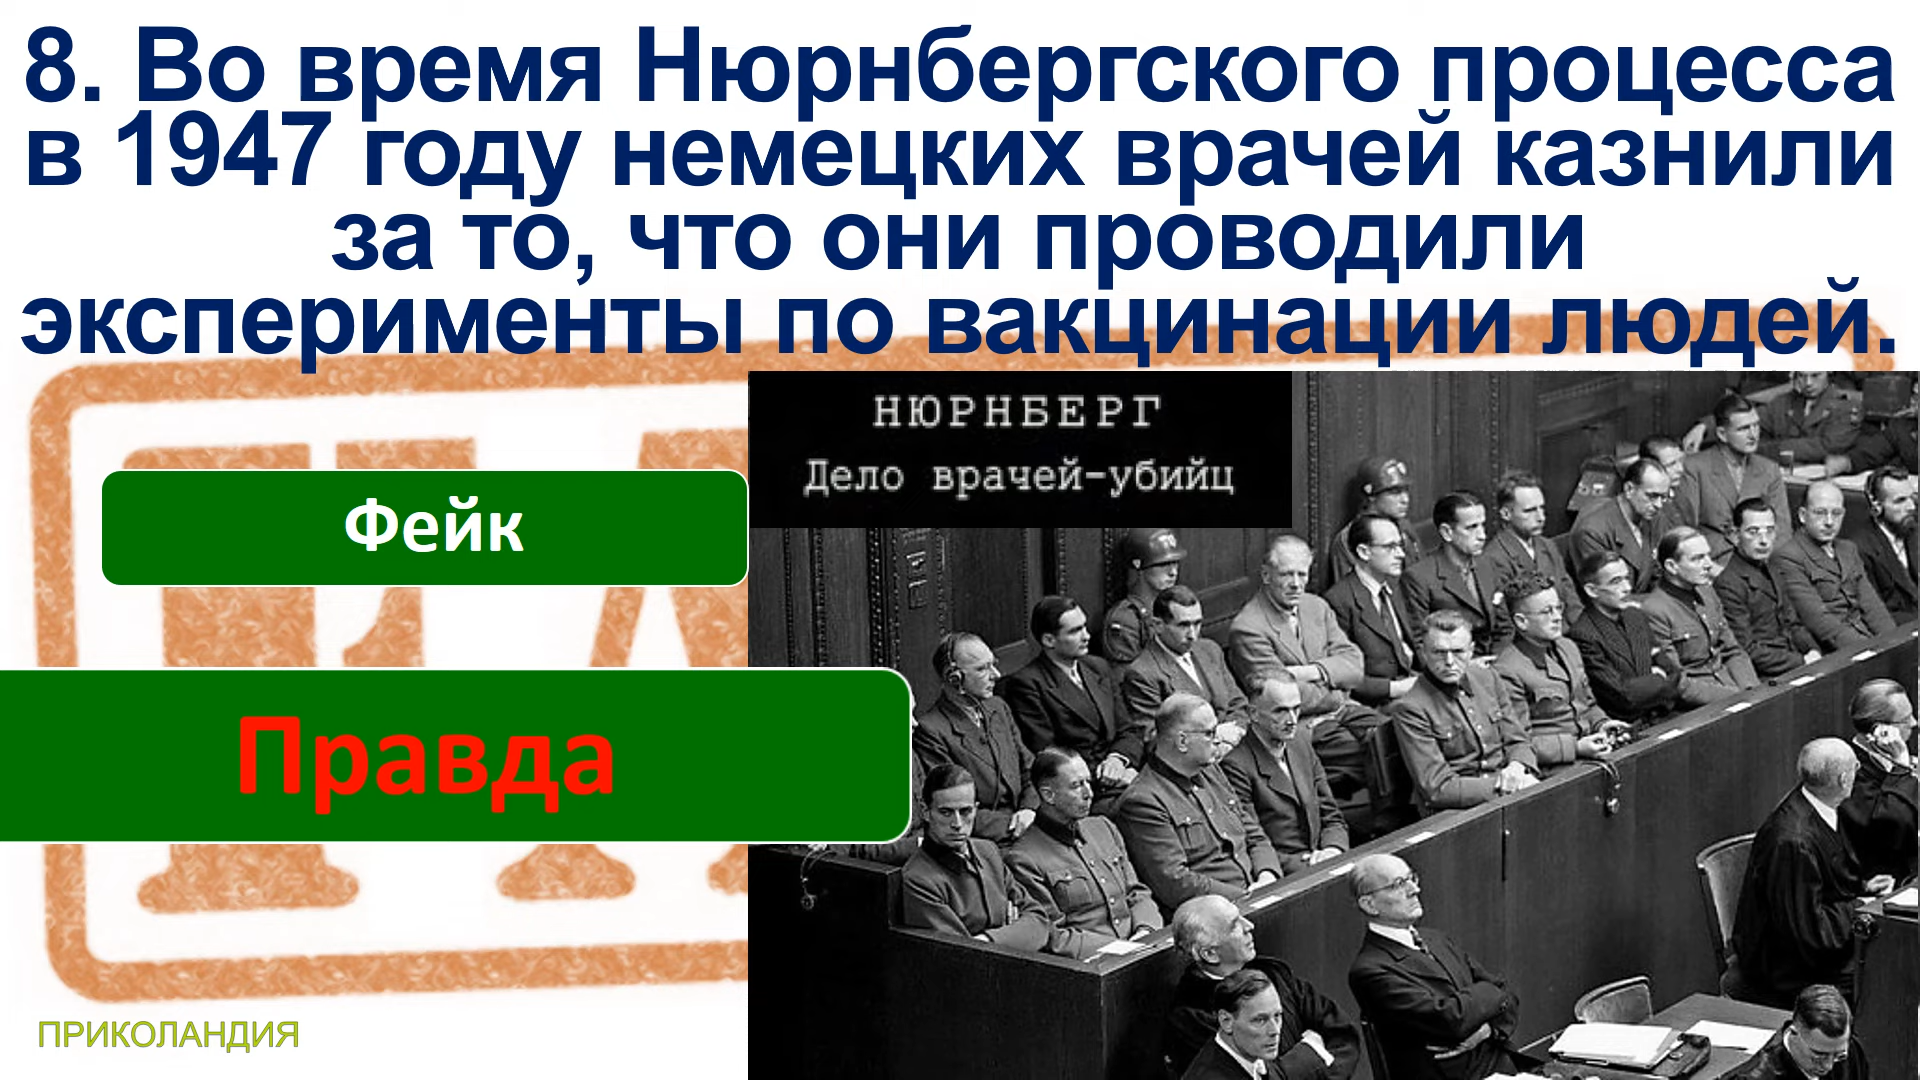 8. Во время Нюрнбергского процесса
в 1947 году немецких врачей казнили
за то, что они проводили
экспериметы по вакцинации людей.
НЮРНБЕРГ
Дело врачей-убийц
Фейк
Правда
ПРИКОЛАНДИЯ